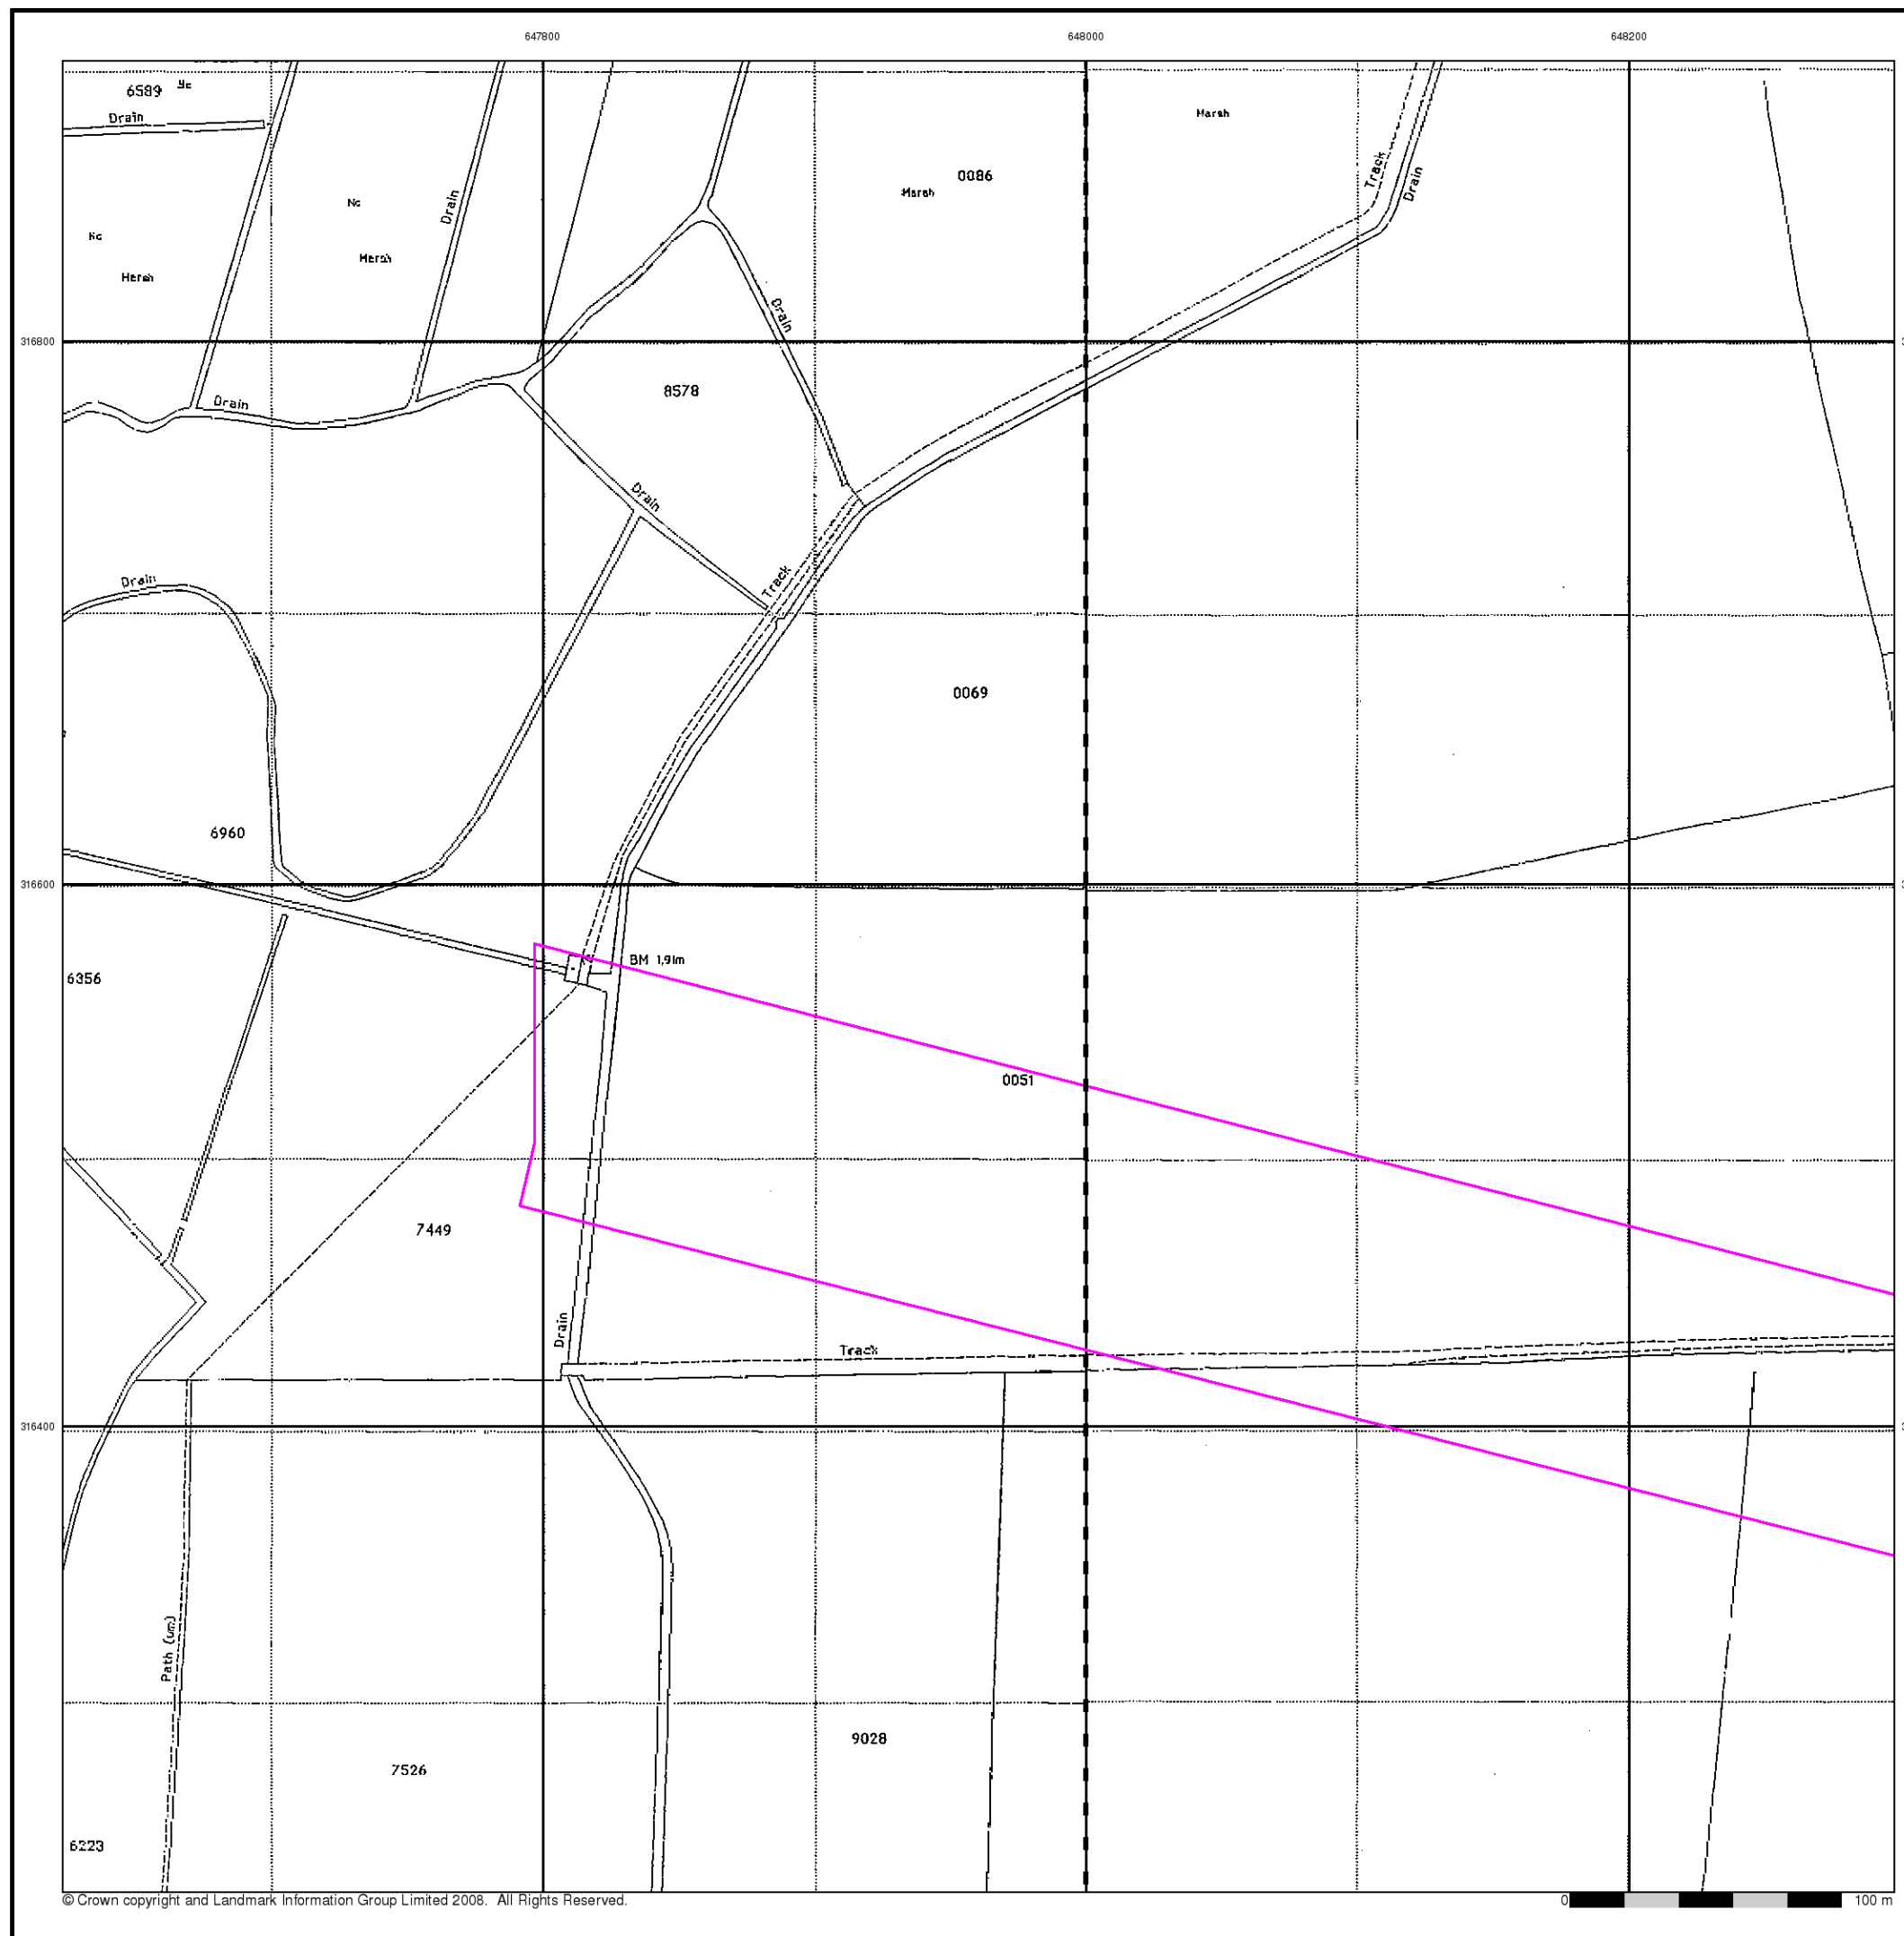 647800
648000
648200
6589
Drain
Marsh
Track
Drain
0086
Marsh
Drain
Nc
Nc
Marsh
Marsh
Drain
316800
8578
Drain
Drain
Drain
Track
0069
6960
316600
BM 1.91m
6356
0051
7449
Drain
Track
316400
Path (um)
9028
7526
6223
© Crown copyright and Landmark Information Group Limited 2008. All Rights Reserved.
0 100 m